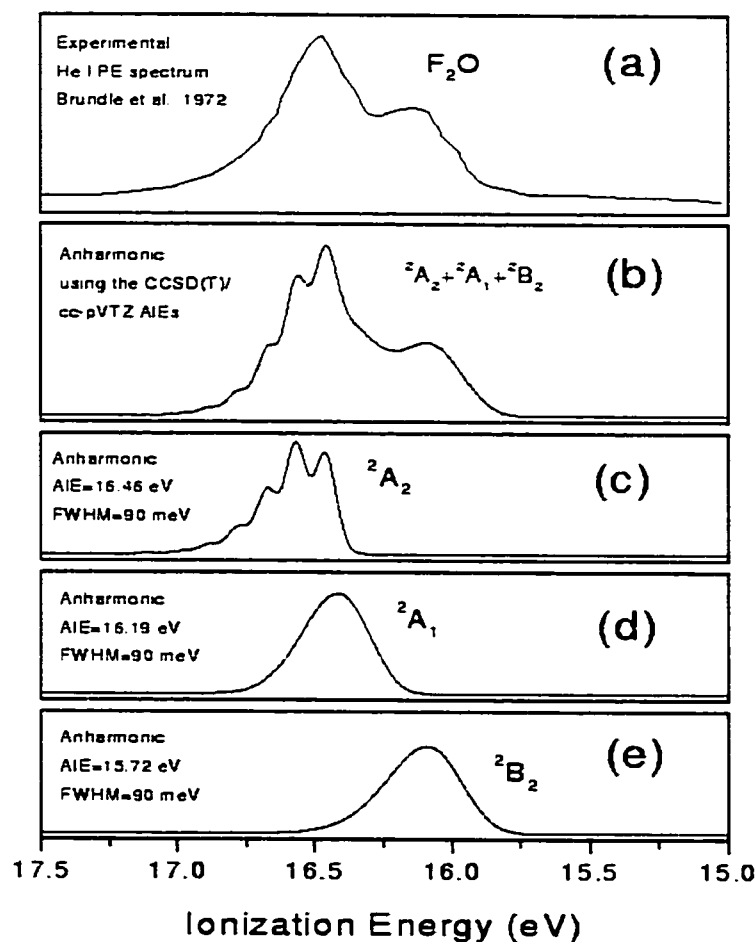 Experimental
He I PE spectrum
Brundle et al. 1972
F₂O
(a)
Anharmonic
using the CCSD(T)/
cc-pVTZ AIEs
²A₂+²A₁+²B₂
(b)
Anharmonic
AIE=16.46 eV
FWHM=90 meV
²A₂
(c)
Anharmonic
AIE=16.19 eV
FWHM=90 meV
²A₁
(d)
Anharmonic
AIE=15.72 eV
FWHM=90 meV
²B₂
(e)
17.5 17.0 16.5 16.0 15.5 15.0
Ionization Energy (eV)